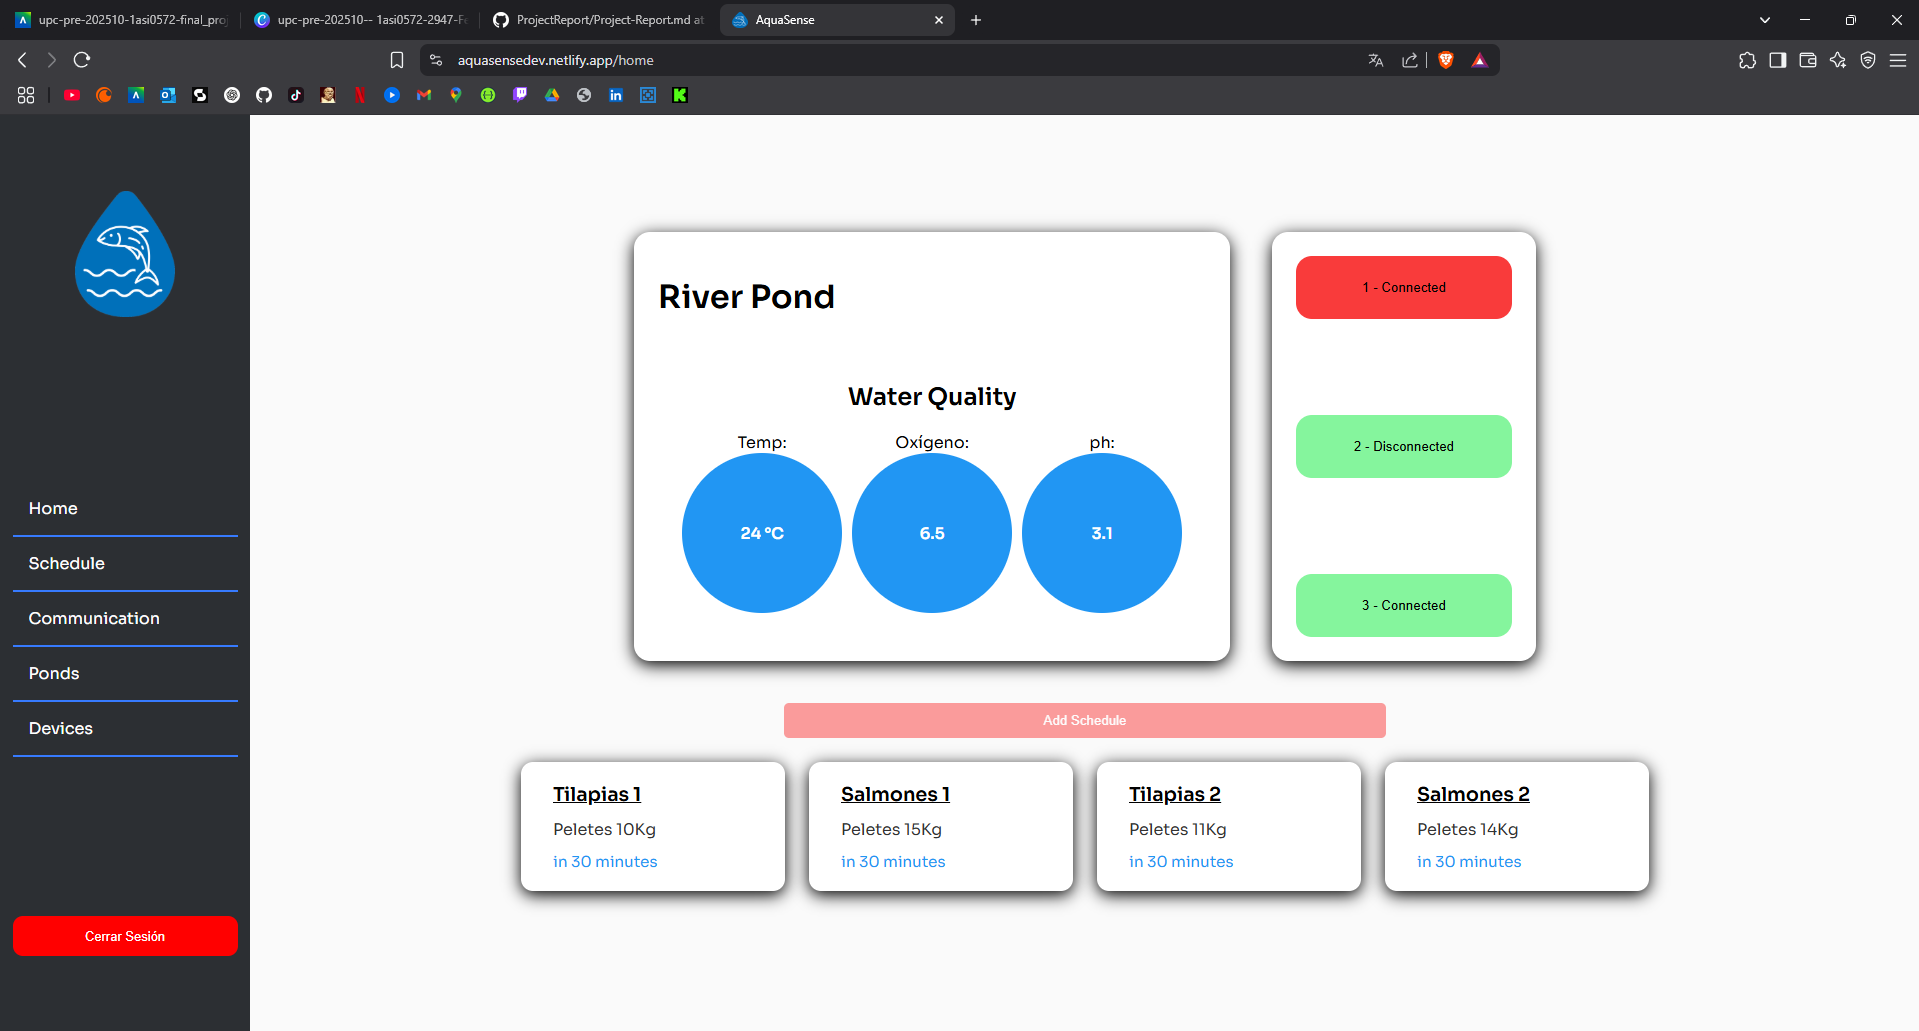 upc-pre-202510-1asi0572-final_proj
upc-pre-202510-- 1asi0572-2947-Fe
ProjectReport/Project-Report.md at
AquaSense
aquasensedev.netlify.app/home
Home
Schedule
Communication
Ponds
Devices
Cerrar Sesión
River Pond
Water Quality
Temp:
24 °C
Oxígeno:
6.5
ph:
3.1
1 - Connected
2 - Disconnected
3 - Connected
Add Schedule
Tilapias 1
Peletes 10Kg
in 30 minutes
Salmones 1
Peletes 15Kg
in 30 minutes
Tilapias 2
Peletes 11Kg
in 30 minutes
Salmones 2
Peletes 14Kg
in 30 minutes